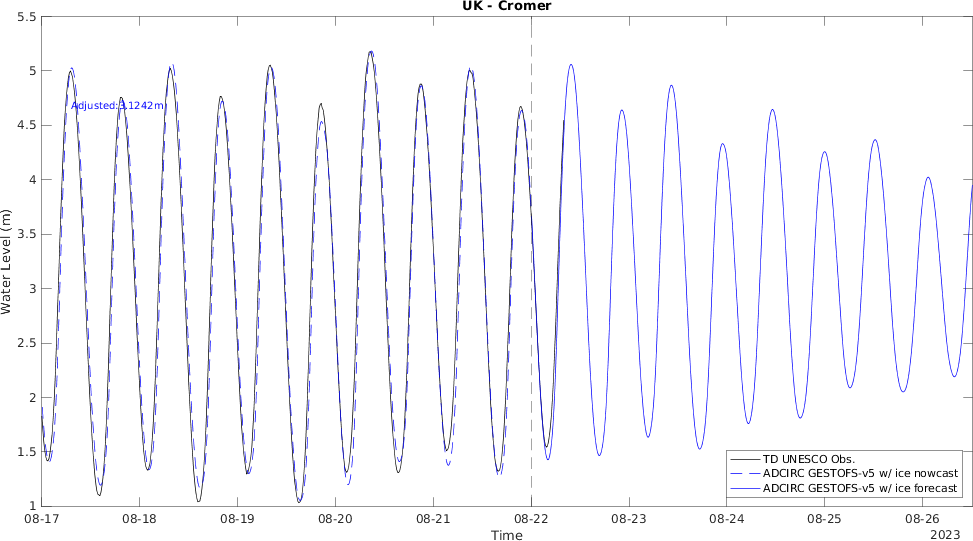 UK - Cromer
5.5
5
4.5
4
3.5
3
2.5
2
1.5
1
Water Level (m)
Adjusted:3.1242m
TD UNESCO Obs.
ADCIRC GESTOFS-v5 w/ ice nowcast
ADCIRC GESTOFS-v5 w/ ice forecast
08-17 08-18 08-19 08-20 08-21 08-22 08-23 08-24 08-25 08-26
Time
2023